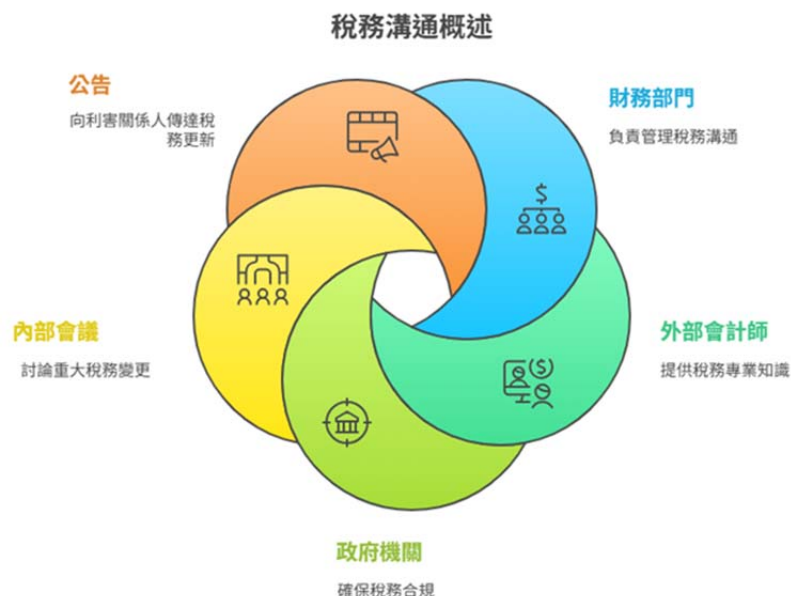 稅務溝通概述
公告
向利害關係人傳達稅
務更新
財務部門
負責管理稅務溝通
內部會議
討論重大稅務變更
外部會計師
提供稅務專業知識
政府機關
確保稅務合規